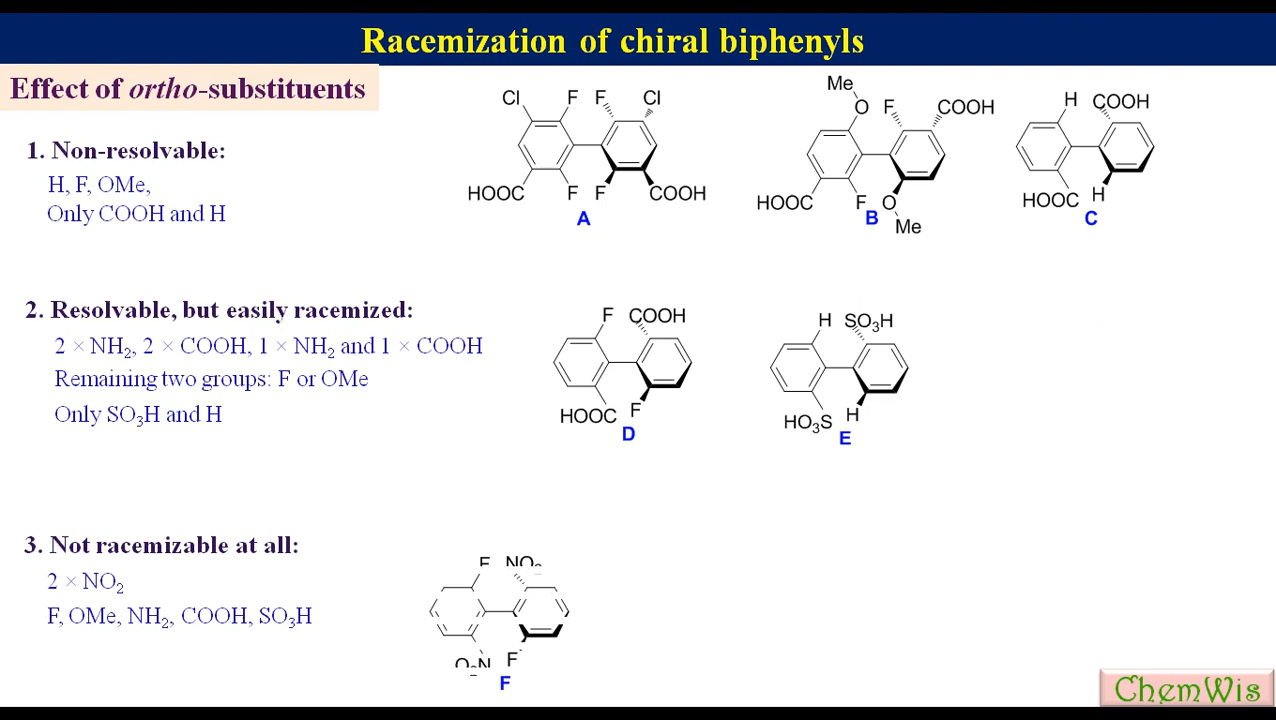 Racemization of chiral biphenyls
Effect of ortho-substituents
1. Non-resolvable:
H, F, OMe,
Only COOH and H
Cl F F Cl
HOOC F F COOH
A
Me
O F COOH
HOOC F O
B Me
H COOH
HOOC H
C
2. Resolvable, but easily racemized:
2 × NH₂, 2 × COOH, 1 × NH₂ and 1 × COOH
Remaining two groups: F or OMe
Only SO₃H and H
F COOH
HOOC F
D
H SO₃H
HO₃S H
E
3. Not racemizable at all:
2 × NO₂
F, OMe, NH₂, COOH, SO₃H
F NO₂
O₂N F
F
ChemWis